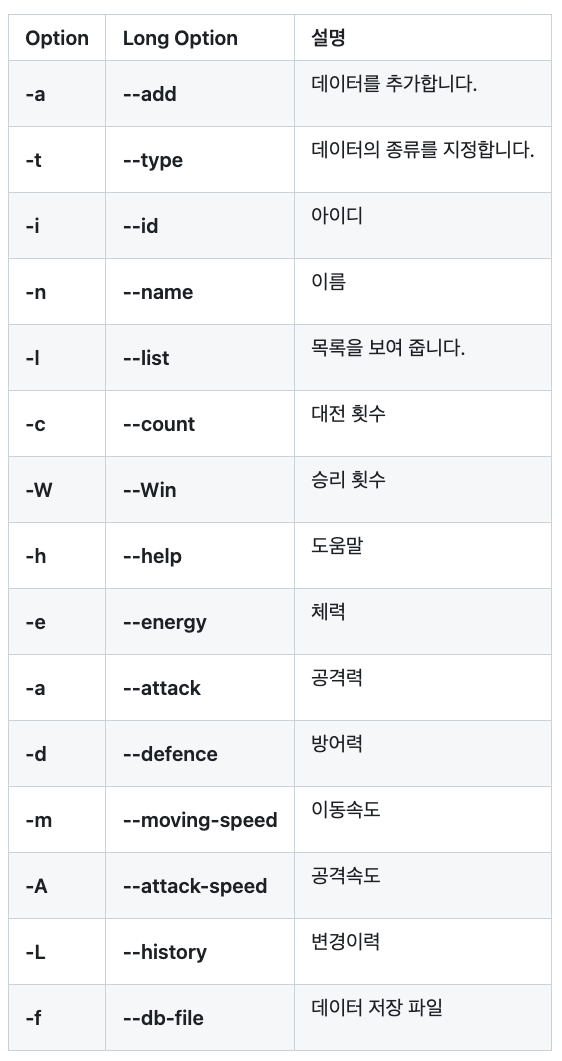 Option Long Option 설명
-a --add 데이터를 추가합니다.
-t --type 데이터의 종류를 지정합니다.
-i --id 아이디
-n --name 이름
-l --list 목록을 보여 줍니다.
-c --count 대전 횟수
-W --Win 승리 횟수
-h --help 도움말
-e --energy 체력
-a --attack 공격력
-d --defence 방어력
-m --moving-speed 이동속도
-A --attack-speed 공격속도
-L --history 변경이력
-f --db-file 데이터 저장 파일